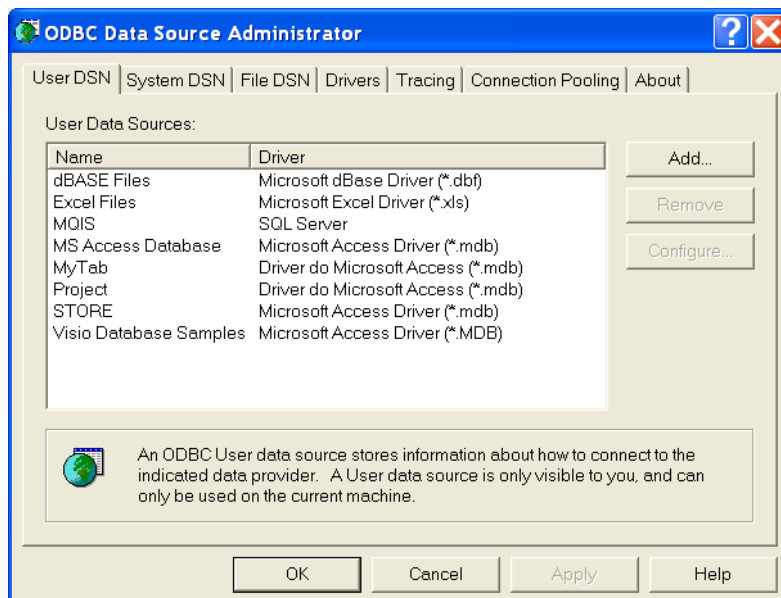 ODBC Data Source Administrator
User DSN System DSN File DSN Drivers Tracing Connection Pooling About
User Data Sources:
Name Driver
dBASE Files Microsoft dBase Driver (*.dbf)
Excel Files Microsoft Excel Driver (*.xls)
MQIS SQL Server
MS Access Database Microsoft Access Driver (*.mdb)
MyTab Driver do Microsoft Access (*.mdb)
Project Driver do Microsoft Access (*.mdb)
STORE Microsoft Access Driver (*.mdb)
Visio Database Samples Microsoft Access Driver (*.MDB)
Add...
Remove
Configure...
An ODBC User data source stores information about how to connect to the
indicated data provider. A User data source is only visible to you, and can
only be used on the current machine.
OK Cancel Apply Help